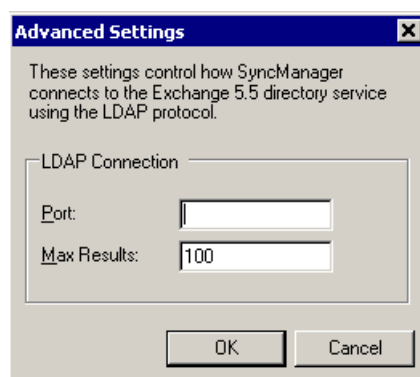 Advanced Settings
These settings control how SyncManager
connects to the Exchange 5.5 directory service
using the LDAP protocol.
LDAP Connection
Port:
Max Results: 100
OK Cancel